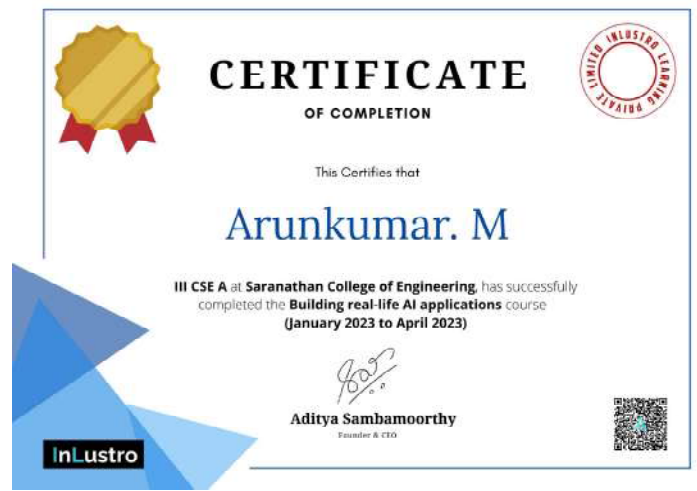 CERTIFICATE
OF COMPLETION
INLUSTRO LEARNING PRIVATE LIMITED
This Certifies that
Arunkumar. M
III CSE A at Saranathan College of Engineering, has successfully
completed the Building real-life AI applications course
(January 2023 to April 2023)
Aditya Sambamoorthy
Founder & CEO
InLustro